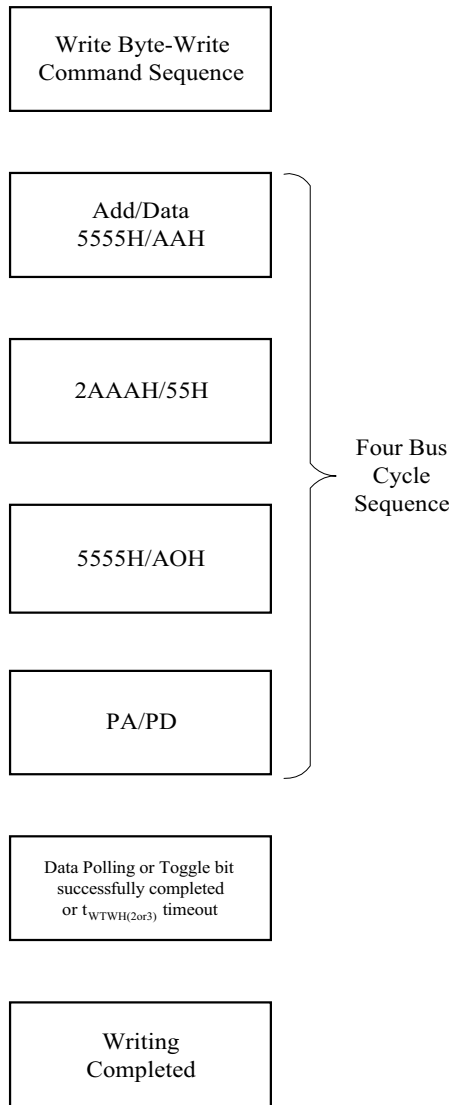 Write Byte-Write
Command Sequence
Add/Data
5555H/AAH
2AAAH/55H
5555H/AOH
PA/PD
Four Bus
Cycle
Sequence
Data Polling or Toggle bit
successfully completed
or tWTWH(2or3) timeout
Writing
Completed